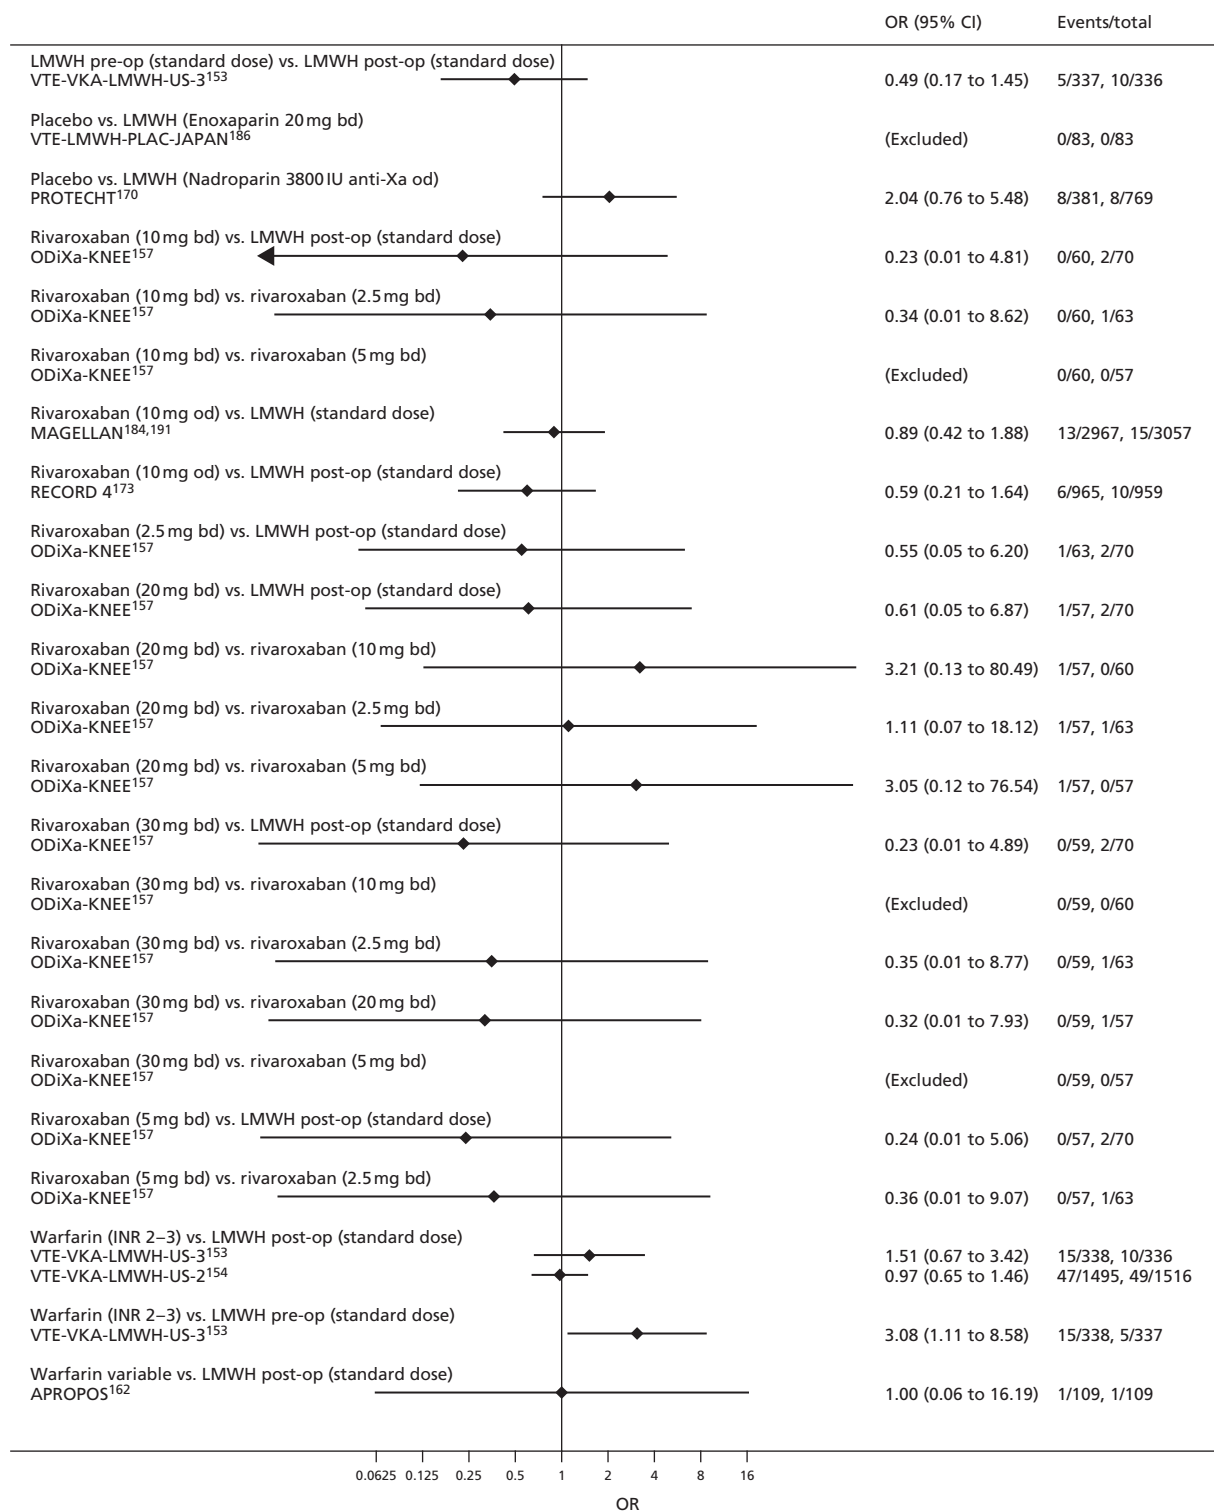 OR (95% CI) Events/total
LMWH pre-op (standard dose) vs. LMWH post-op (standard dose)
VTE-VKA-LMWH-US-3153 0.49 (0.17 to 1.45) 5/337, 10/336
Placebo vs. LMWH (Enoxaparin 20 mg bd)
VTE-LMWH-PLAC-JAPAN186 (Excluded) 0/83, 0/83
Placebo vs. LMWH (Nadroparin 3800 IU anti-Xa od)
PROTECHT170 2.04 (0.76 to 5.48) 8/381, 8/769
Rivaroxaban (10 mg bd) vs. LMWH post-op (standard dose)
ODiXa-KNEE157 0.23 (0.01 to 4.81) 0/60, 2/70
Rivaroxaban (10 mg bd) vs. rivaroxaban (2.5 mg bd)
ODiXa-KNEE157 0.34 (0.01 to 8.62) 0/60, 1/63
Rivaroxaban (10 mg bd) vs. rivaroxaban (5 mg bd)
ODiXa-KNEE157 (Excluded) 0/60, 0/57
Rivaroxaban (10 mg od) vs. LMWH (standard dose)
MAGELLAN184,191 0.89 (0.42 to 1.88) 13/2967, 15/3057
Rivaroxaban (10 mg od) vs. LMWH post-op (standard dose)
RECORD 4173 0.59 (0.21 to 1.64) 6/965, 10/959
Rivaroxaban (2.5 mg bd) vs. LMWH post-op (standard dose)
ODiXa-KNEE157 0.55 (0.05 to 6.20) 1/63, 2/70
Rivaroxaban (20 mg bd) vs. LMWH post-op (standard dose)
ODiXa-KNEE157 0.61 (0.05 to 6.87) 1/57, 2/70
Rivaroxaban (20 mg bd) vs. rivaroxaban (10 mg bd)
ODiXa-KNEE157 3.21 (0.13 to 80.49) 1/57, 0/60
Rivaroxaban (20 mg bd) vs. rivaroxaban (2.5 mg bd)
ODiXa-KNEE157 1.11 (0.07 to 18.12) 1/57, 1/63
Rivaroxaban (20 mg bd) vs. rivaroxaban (5 mg bd)
ODiXa-KNEE157 3.05 (0.12 to 76.54) 1/57, 0/57
Rivaroxaban (30 mg bd) vs. LMWH post-op (standard dose)
ODiXa-KNEE157 0.23 (0.01 to 4.89) 0/59, 2/70
Rivaroxaban (30 mg bd) vs. rivaroxaban (10 mg bd)
ODiXa-KNEE157 (Excluded) 0/59, 0/60
Rivaroxaban (30 mg bd) vs. rivaroxaban (2.5 mg bd)
ODiXa-KNEE157 0.35 (0.01 to 8.77) 0/59, 1/63
Rivaroxaban (30 mg bd) vs. rivaroxaban (20 mg bd)
ODiXa-KNEE157 0.32 (0.01 to 7.93) 0/59, 1/57
Rivaroxaban (30 mg bd) vs. rivaroxaban (5 mg bd)
ODiXa-KNEE157 (Excluded) 0/59, 0/57
Rivaroxaban (5 mg bd) vs. LMWH post-op (standard dose)
ODiXa-KNEE157 0.24 (0.01 to 5.06) 0/57, 2/70
Rivaroxaban (5 mg bd) vs. rivaroxaban (2.5 mg bd)
ODiXa-KNEE157 0.36 (0.01 to 9.07) 0/57, 1/63
Warfarin (INR 2–3) vs. LMWH post-op (standard dose)
VTE-VKA-LMWH-US-3153 1.51 (0.67 to 3.42) 15/338, 10/336
VTE-VKA-LMWH-US-2154 0.97 (0.65 to 1.46) 47/1495, 49/1516
Warfarin (INR 2–3) vs. LMWH pre-op (standard dose)
VTE-VKA-LMWH-US-3153 3.08 (1.11 to 8.58) 15/338, 5/337
Warfarin variable vs. LMWH post-op (standard dose)
APROPOS162 1.00 (0.06 to 16.19) 1/109, 1/109
0.0625 0.125 0.25 0.5 1 2 4 8 16
OR